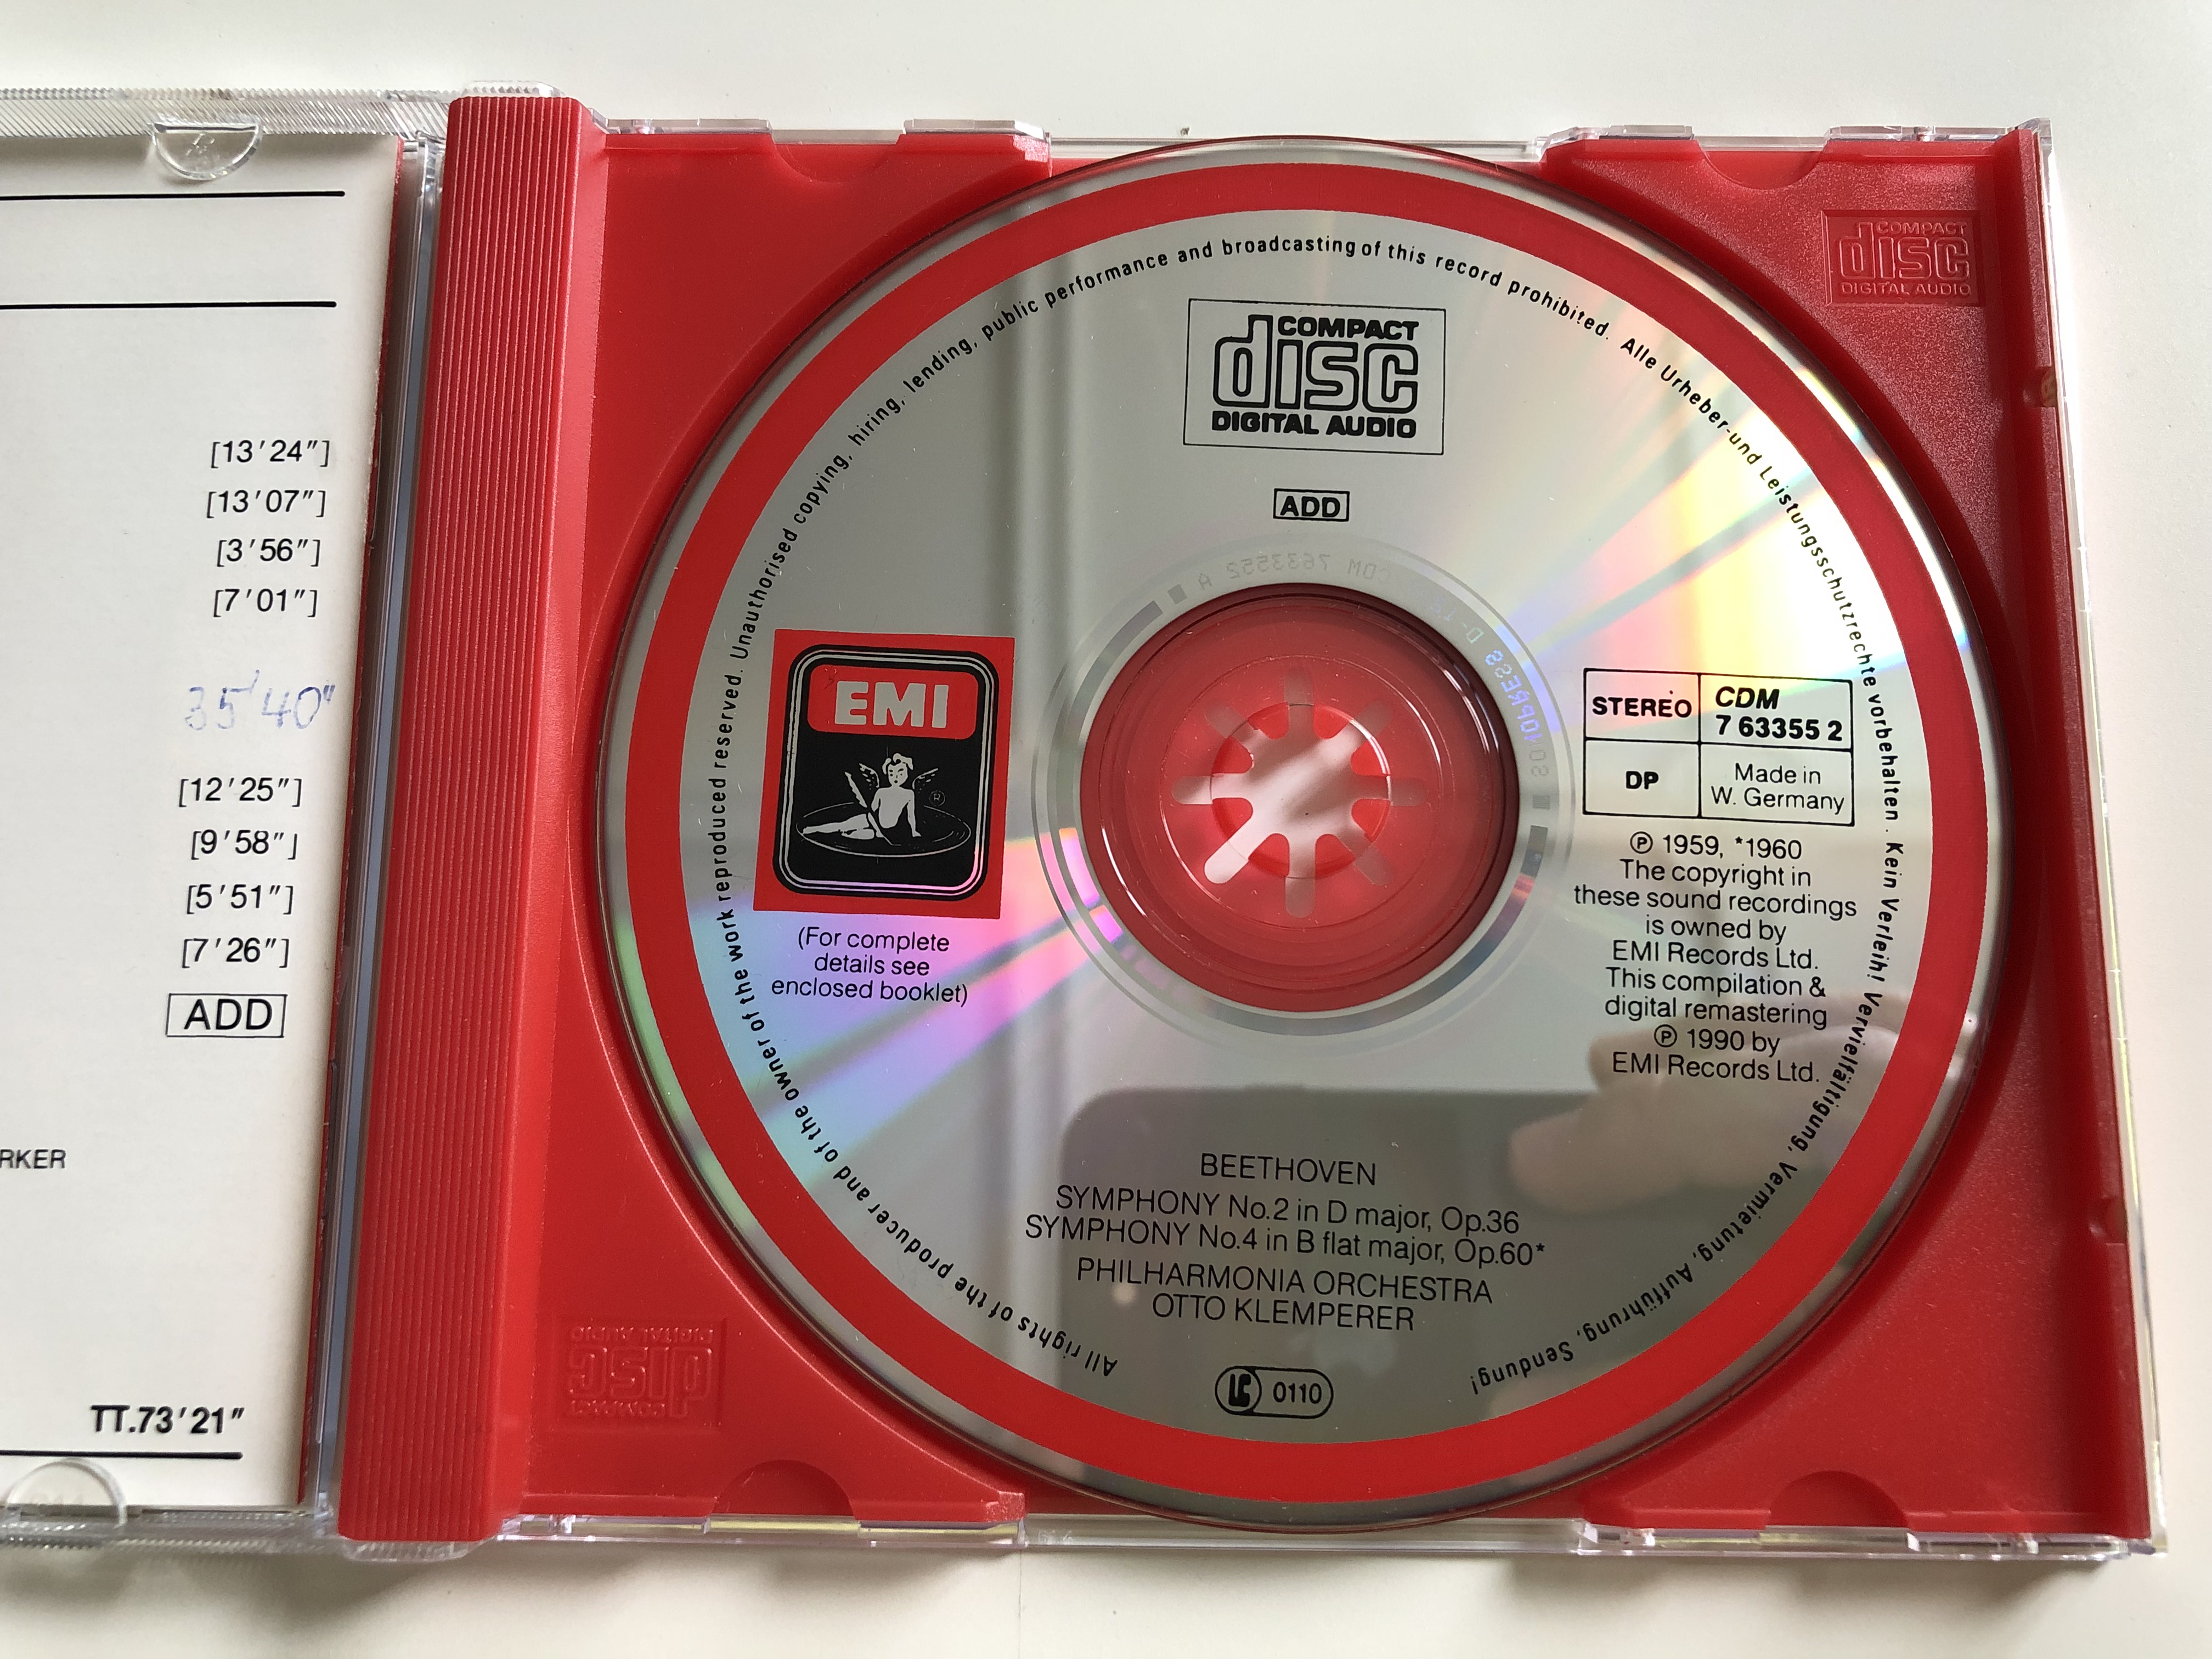 [13'24"]
[13'07"]
[3'56"]
[7'01"]
35'40"
[12'25"]
[9'58"]
[5'51"]
[7'26"]
ADD
RKER
TT.73'21"
COMPACT
disc
DIGITAL AUDIO
ADD
EMI
®
(For complete
details see
enclosed booklet)
STEREO
CDM
7 63355 2
DP
Made in
W. Germany
℗ 1959, *1960
The copyright in
these sound recordings
is owned by
EMI Records Ltd.
This compilation &
digital remastering
℗ 1990 by
EMI Records Ltd.
BEETHOVEN
SYMPHONY No.2 in D major, Op.36
SYMPHONY No.4 in B flat major, Op.60*
PHILHARMONIA ORCHESTRA
OTTO KLEMPERER
LC 0110
All rights of the producer and of the owner of the work reproduced reserved. Unauthorised copying, hiring, lending, public performance and broadcasting of this record prohibited. Alle Urheber-und Leistungsschutzrechte vorbehalten. Kein Verleih! Vervielfältigung, Vermietung, Aufführung, Sendung!
CDM 7633552 A
COMPACT
disc
DIGITAL AUDIO
COMPACT
disc
DIGITAL AUDIO